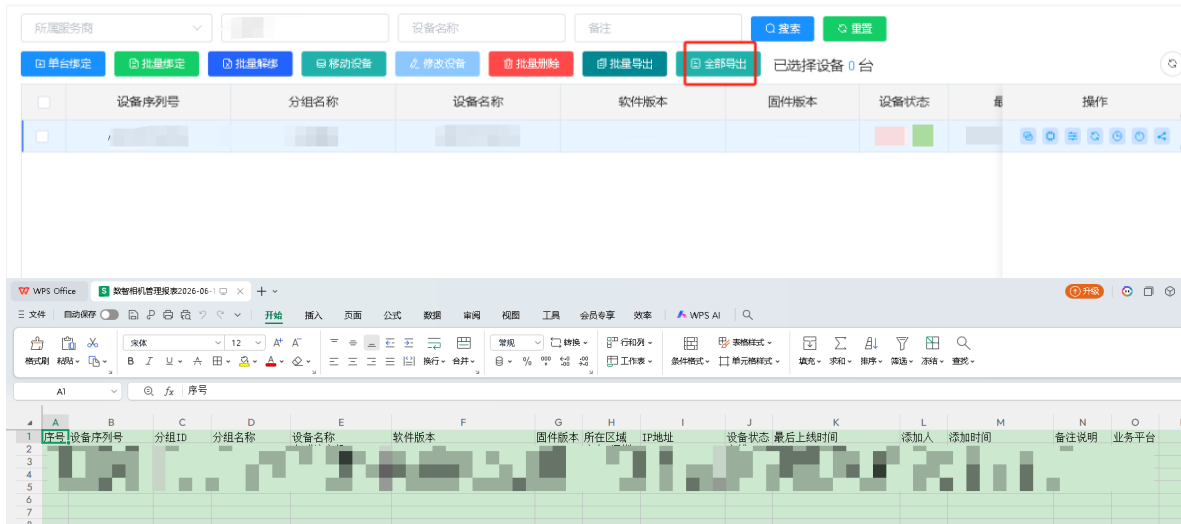 所属服务商 设备名称 备注 搜索 重置
单台绑定 批量绑定 批量解绑 移动设备 修改设备 批量删除 批量导出 全部导出 已选择设备 0 台
设备序列号 分组名称 设备名称 软件版本 固件版本 设备状态 操作
WPS Office 数智相机管理报表2026-06-1
文件 自动保存 开始 插入 页面 公式 数据 审阅 视图 工具 会员专享 效率 WPS AI 升级
宋体 12 A+ A- 常规 转换 行和列 表格样式
格式刷 粘贴 B I U A 换行 合并 % 工作表 条件格式 单元格样式 填充 求和 排序 筛选 冻结 查找
A1 fx 序号
A B C D E F G H I J K L M N O
1 序号 设备序列号 分组ID 分组名称 设备名称 软件版本 固件版本 所在区域 IP地址 设备状态 最后上线时间 添加人 添加时间 备注说明 业务平台
2
3
4
5
6
7